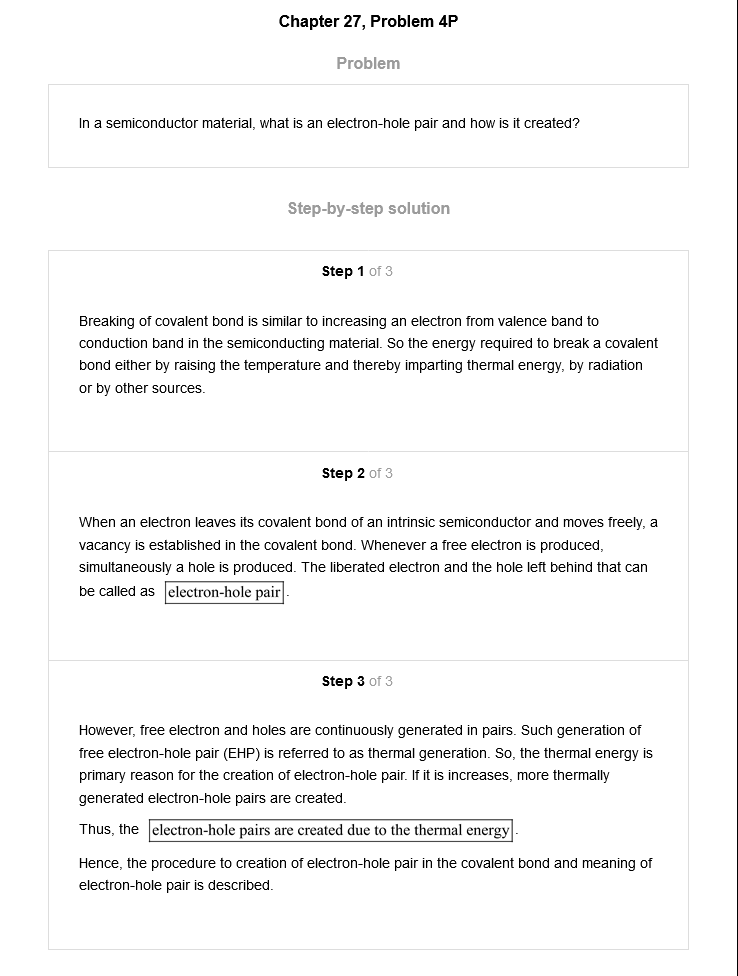 Chapter 27, Problem 4P
Problem
In a semiconductor material, what is an electron-hole pair and how is it created?
Step-by-step solution
Step 1 of 3
Breaking of covalent bond is similar to increasing an electron from valence band to
conduction band in the semiconducting material. So the energy required to break a covalent
bond either by raising the temperature and thereby imparting thermal energy, by radiation
or by other sources.
Step 2 of 3
When an electron leaves its covalent bond of an intrinsic semiconductor and moves freely, a
vacancy is established in the covalent bond. Whenever a free electron is produced,
simultaneously a hole is produced. The liberated electron and the hole left behind that can
be called as electron-hole pair.
Step 3 of 3
However, free electron and holes are continuously generated in pairs. Such generation of
free electron-hole pair (EHP) is referred to as thermal generation. So, the thermal energy is
primary reason for the creation of electron-hole pair. If it is increases, more thermally
generated electron-hole pairs are created.
Thus, the electron-hole pairs are created due to the thermal energy.
Hence, the procedure to creation of electron-hole pair in the covalent bond and meaning of
electron-hole pair is described.